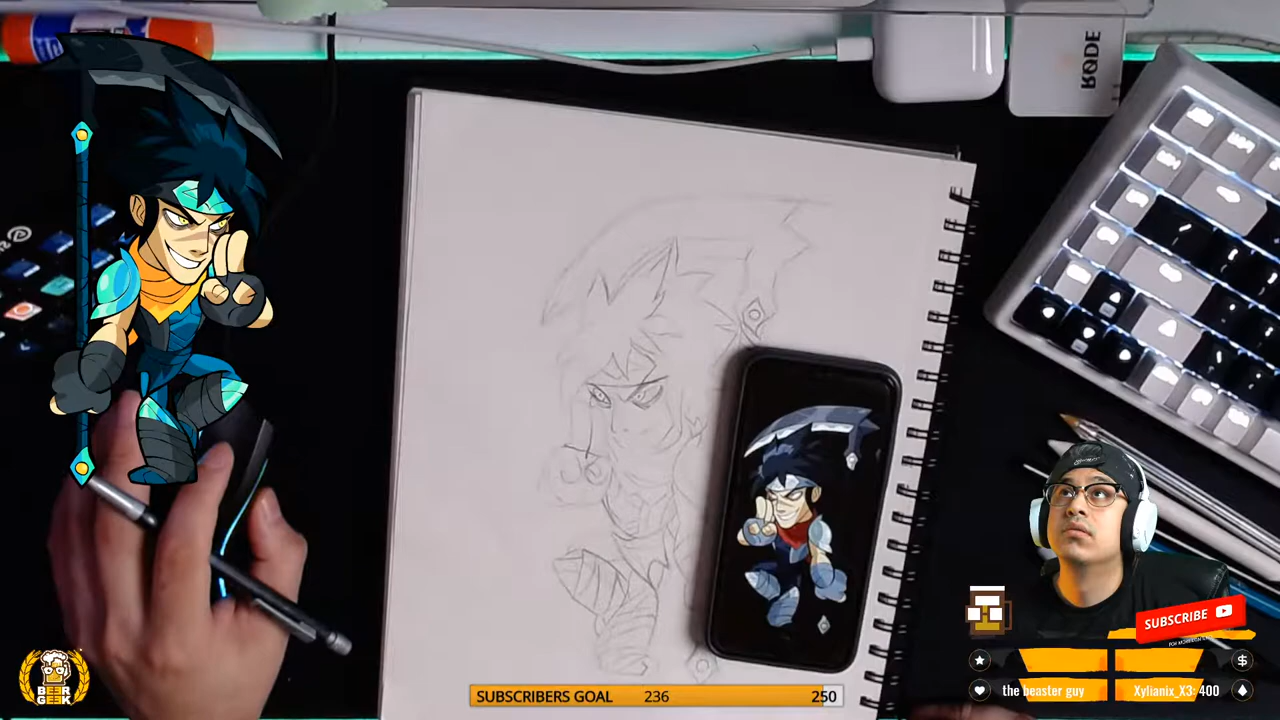 RØDE
SUBSCRIBE
SUBSCRIBERS GOAL 236 250
the beaster guy
Xylianix_X3: 400
BEER
GEEK